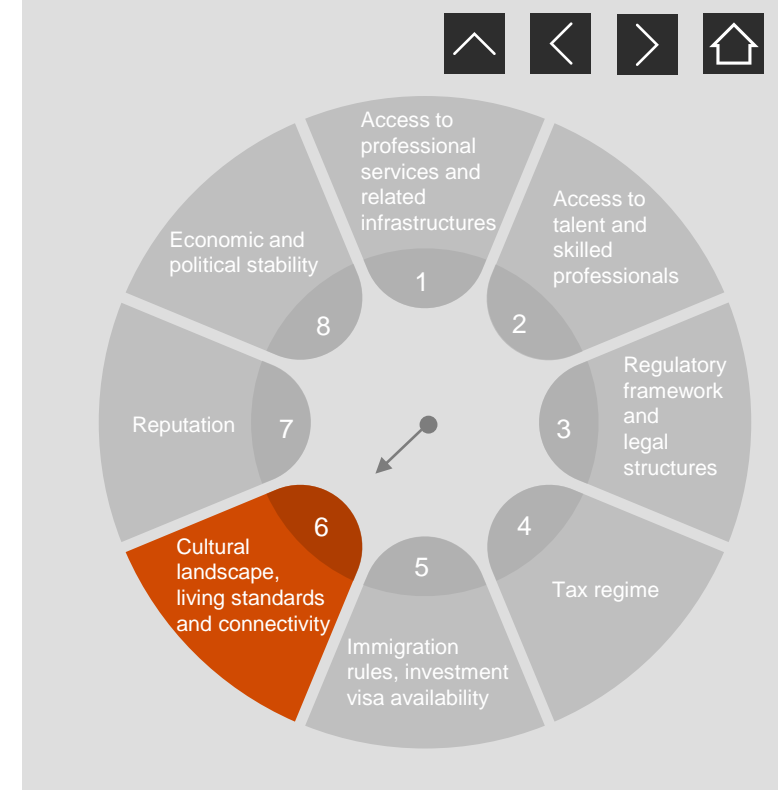 Access to
professional
services and
related
infrastructures
1
Access to
talent and
skilled
professionals
2
Regulatory
framework
and
legal
structures
3
Tax regime
4
Immigration
rules, investment
visa availability
5
Cultural
landscape,
living standards
and connectivity
6
Reputation
7
Economic and
political stability
8